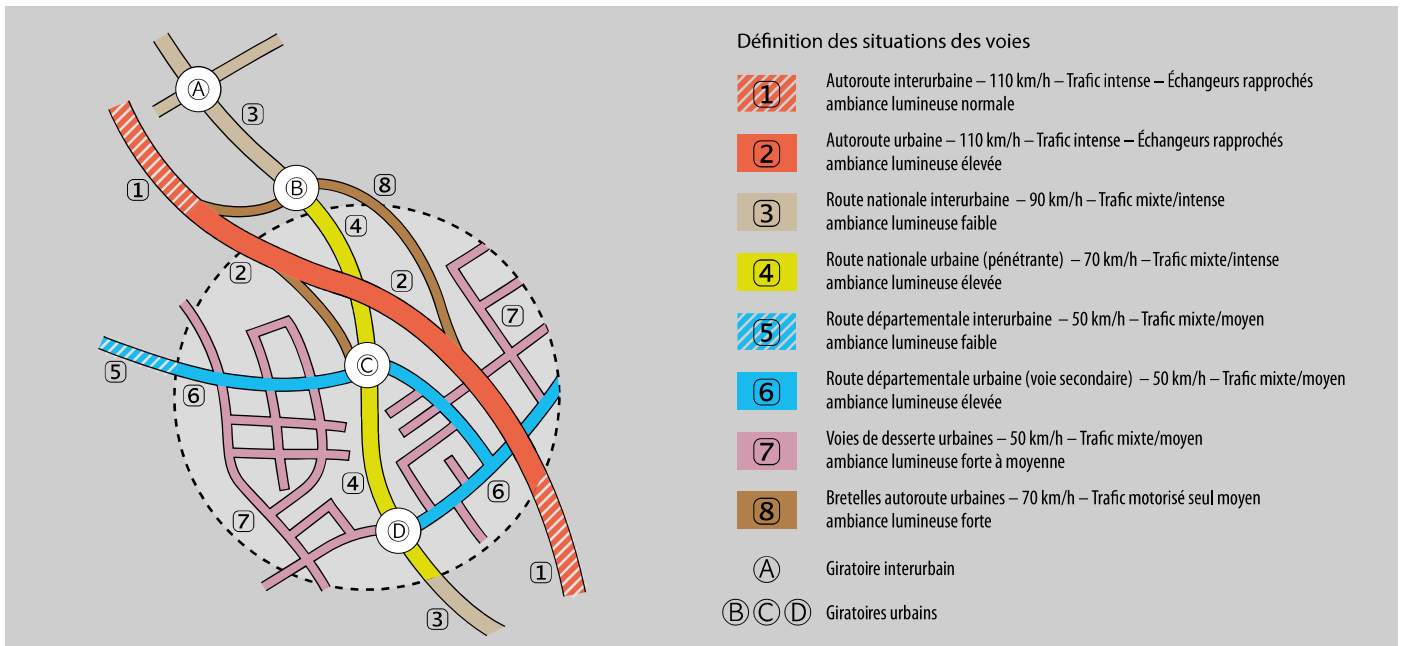 Définition des situations des voies
1 Autoroute interurbaine – 110 km/h – Trafic intense – Échangeurs rapprochés
ambiance lumineuse normale
2 Autoroute urbaine – 110 km/h – Trafic intense – Échangeurs rapprochés
ambiance lumineuse élevée
3 Route nationale interurbaine – 90 km/h – Trafic mixte/intense
ambiance lumineuse faible
4 Route nationale urbaine (pénétrante) – 70 km/h – Trafic mixte/intense
ambiance lumineuse élevée
5 Route départementale interurbaine – 50 km/h – Trafic mixte/moyen
ambiance lumineuse faible
6 Route départementale urbaine (voie secondaire) – 50 km/h – Trafic mixte/moyen
ambiance lumineuse élevée
7 Voies de desserte urbaines – 50 km/h – Trafic mixte/moyen
ambiance lumineuse forte à moyenne
8 Bretelles autoroute urbaines – 70 km/h – Trafic motorisé seul moyen
ambiance lumineuse forte
A Giratoire interurbain
B C D Giratoires urbains
A
3
B
8
1
4
2
2
7
C
5
6
4
6
7
D
1
3